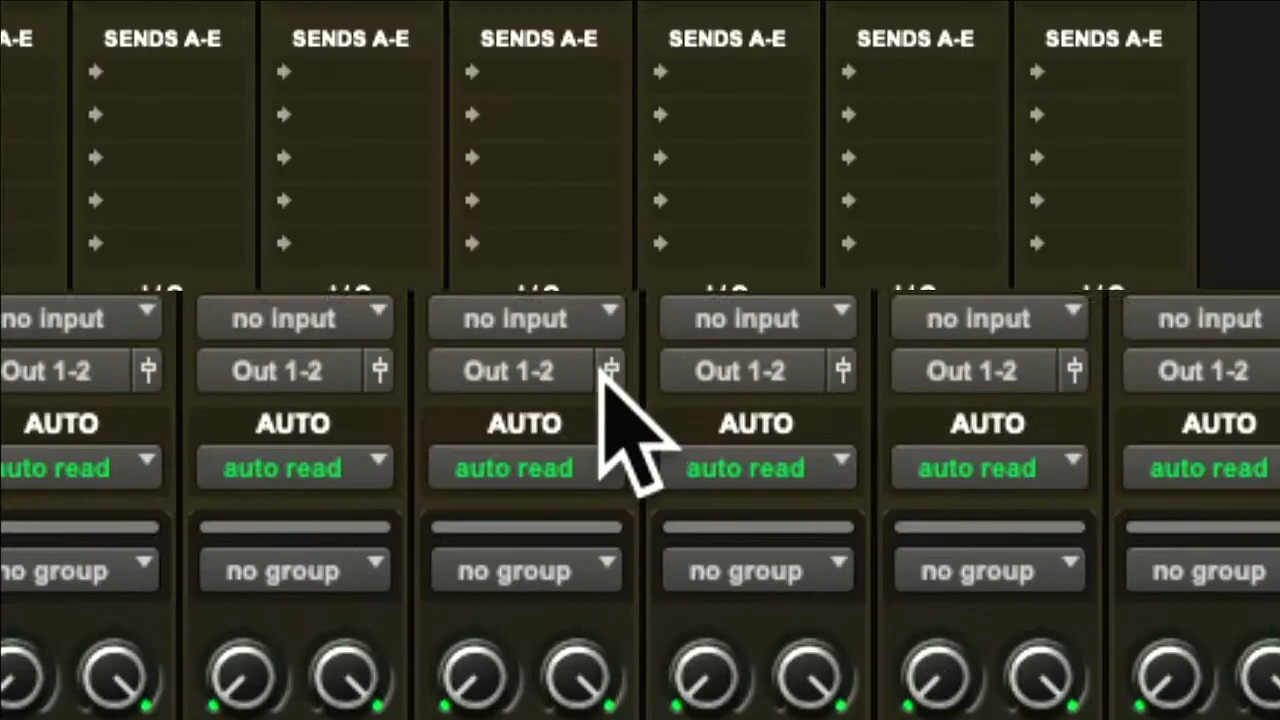 A-E SENDS A-E SENDS A-E SENDS A-E SENDS A-E SENDS A-E SENDS A-E
no input no input no input no input no input no input
Out 1-2 Out 1-2 Out 1-2 Out 1-2 Out 1-2 Out 1-2
AUTO AUTO AUTO AUTO AUTO AUTO
auto read auto read auto read auto read auto read auto read
no group no group no group no group no group no group